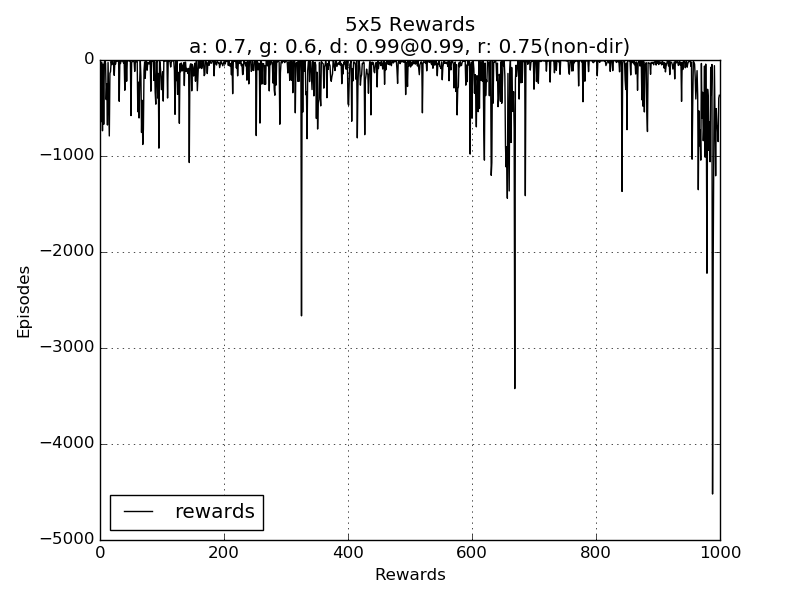 5x5 Rewards
a: 0.7, g: 0.6, d: 0.99@0.99, r: 0.75(non-dir)
0
−1000
−2000
−3000
−4000
−5000
Episodes
rewards
0 200 400 600 800 1000
Rewards